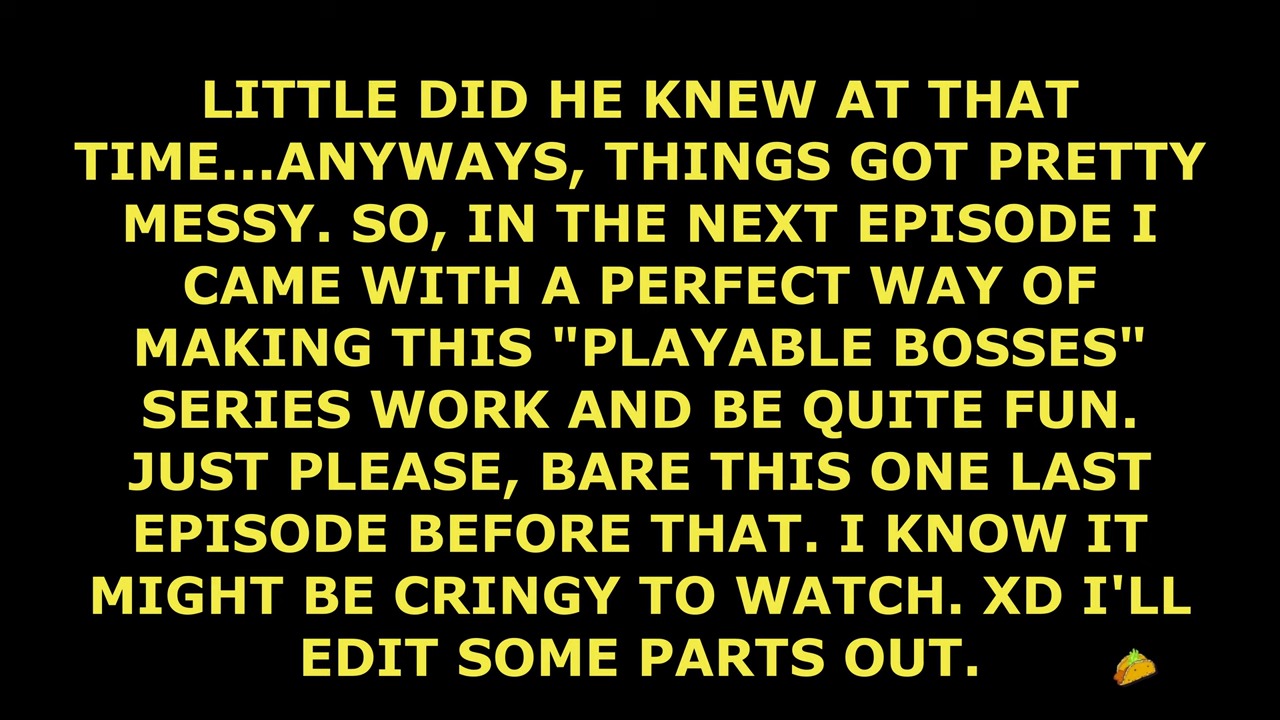 LITTLE DID HE KNEW AT THAT
TIME...ANYWAYS, THINGS GOT PRETTY
MESSY. SO, IN THE NEXT EPISODE I
CAME WITH A PERFECT WAY OF
MAKING THIS "PLAYABLE BOSSES"
SERIES WORK AND BE QUITE FUN.
JUST PLEASE, BARE THIS ONE LAST
EPISODE BEFORE THAT. I KNOW IT
MIGHT BE CRINGY TO WATCH. XD I'LL
EDIT SOME PARTS OUT.